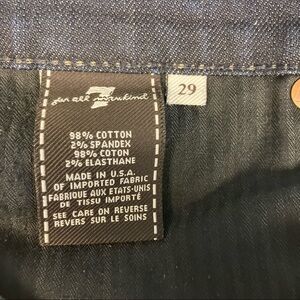 7
for all mankind
29
98% COTTON
2% SPANDEX
98% COTON
2% ELASTHANE
MADE IN U.S.A.
OF IMPORTED FABRIC
FABRIQUE AUX ETATS-UNIS
DE TISSU IMPORTÉ
SEE CARE ON REVERSE
REVERS SUR LE SOINS